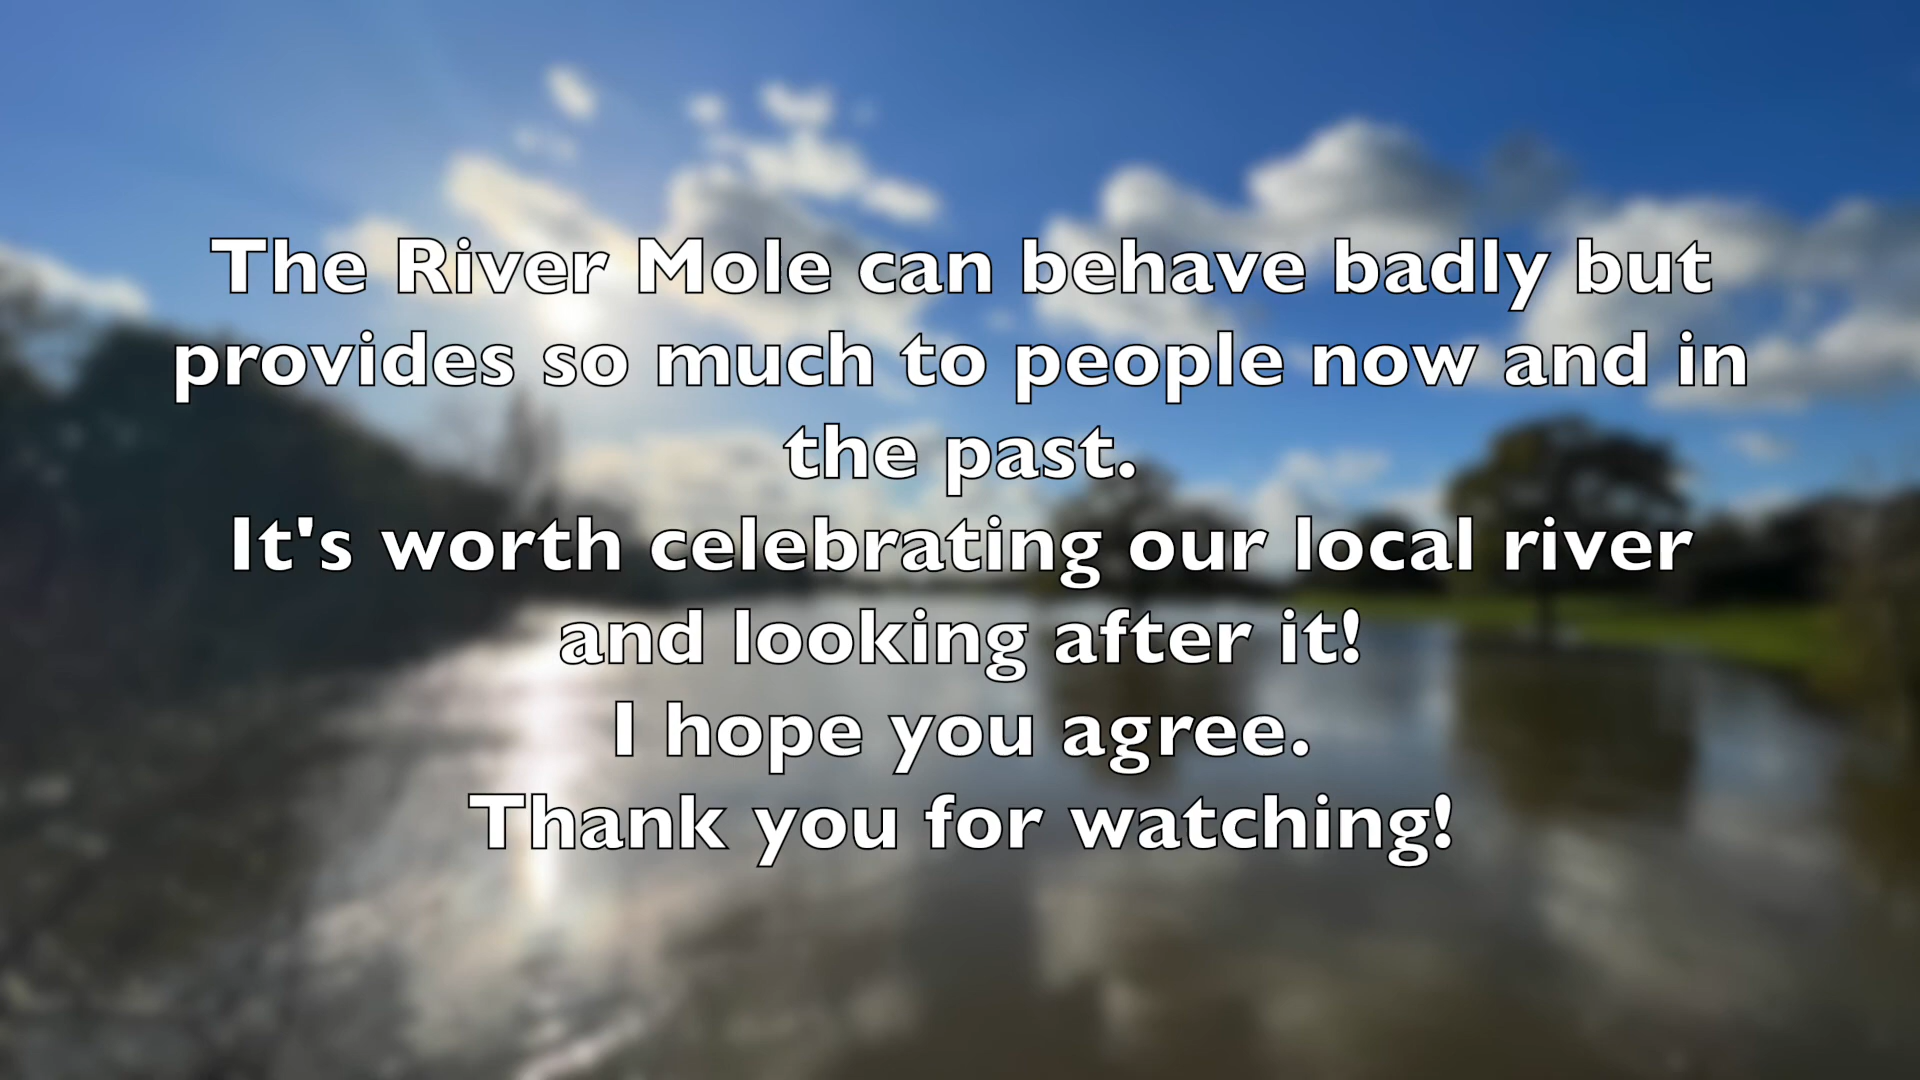 The River Mole can behave badly but
provides so much to people now and in
the past.
It's worth celebrating our local river
and looking after it!
I hope you agree.
Thank you for watching!